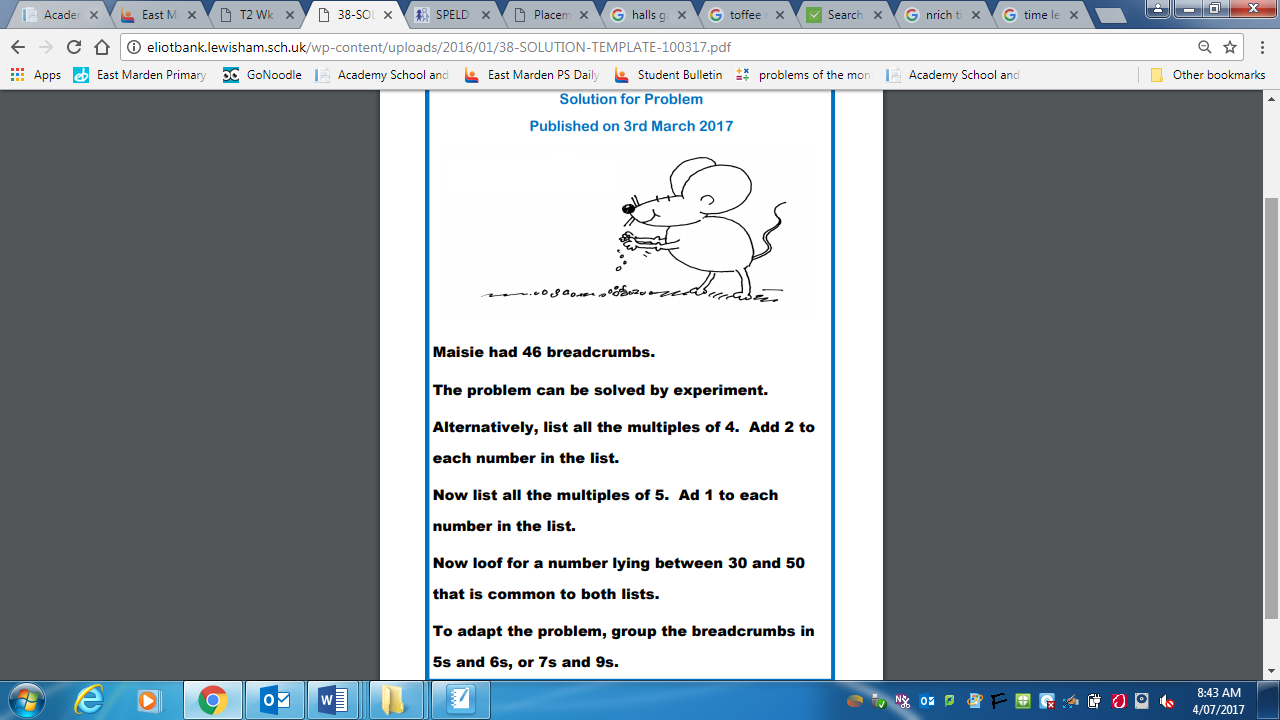 Academ
East M
T2 Wk
38-SOL
SPELD
Placem
halls ga
toffee
Search
nrich ti
time le
eliotbank.lewisham.sch.uk/wp-content/uploads/2016/01/38-SOLUTION-TEMPLATE-100317.pdf
Apps East Marden Primary GoNoodle Academy School and East Marden PS Daily Student Bulletin problems of the mon Academy School and Other bookmarks
Solution for Problem
Published on 3rd March 2017
Maisie had 46 breadcrumbs.
The problem can be solved by experiment.
Alternatively, list all the multiples of 4. Add 2 to
each number in the list.
Now list all the multiples of 5. Ad 1 to each
number in the list.
Now loof for a number lying between 30 and 50
that is common to both lists.
To adapt the problem, group the breadcrumbs in
5s and 6s, or 7s and 9s.
8:43 AM
4/07/2017